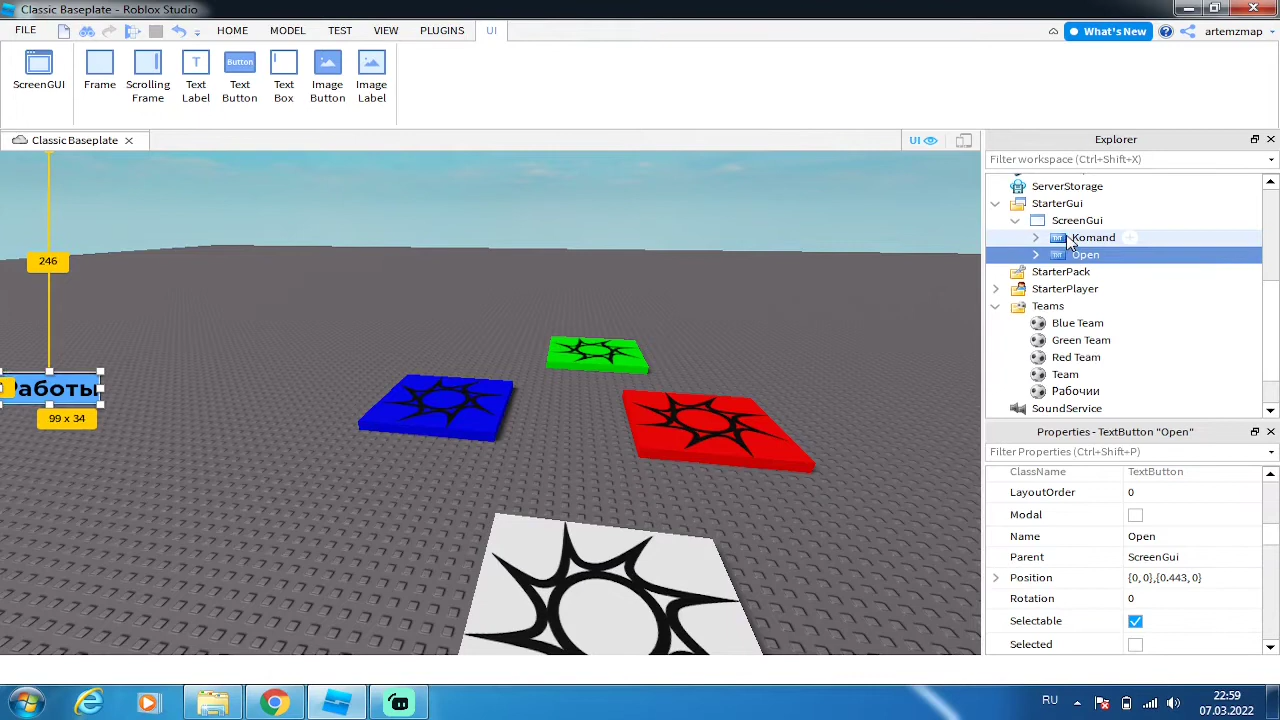 Classic Baseplate - Roblox Studio
FILE HOME MODEL TEST VIEW PLUGINS UI What's New artemzmap
ScreenGUI Frame Scrolling Frame Text Label Text Button Text Box Image Button Image Label
T Button
Classic Baseplate UI
Explorer
Filter workspace (Ctrl+Shift+X)
ServerStorage
StarterGui
ScreenGui
Komand
Open
StarterPack
StarterPlayer
Teams
Blue Team
Green Team
Red Team
Team
Рабочии
SoundService
246
Работы
99 x 34
Properties - TextButton "Open"
Filter Properties (Ctrl+Shift+P)
ClassName TextButton
LayoutOrder 0
Modal
Name Open
Parent ScreenGui
Position {0, 0},{0.443, 0}
Rotation 0
Selectable
Selected
RU 22:59
07.03.2022